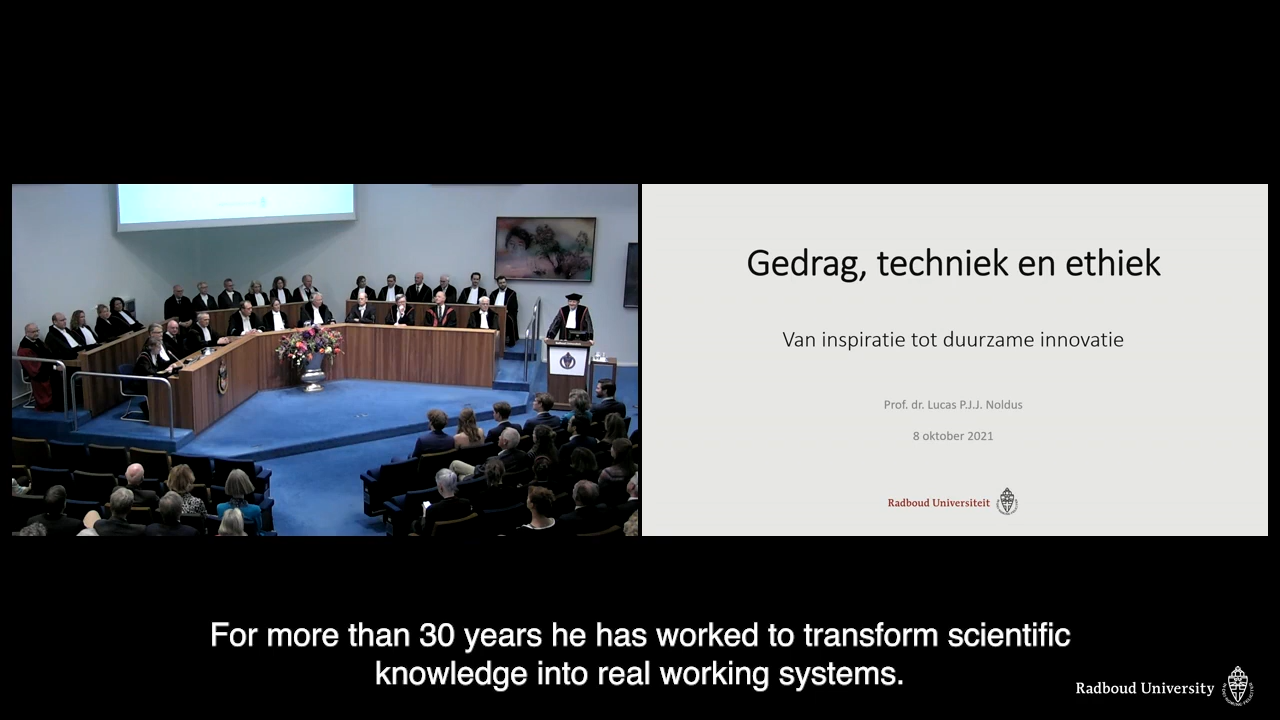 Gedrag, techniek en ethiek
Van inspiratie tot duurzame innovatie
Prof. dr. Lucas P.J.J. Noldus
8 oktober 2021
Radboud Universiteit
For more than 30 years he has worked to transform scientific
knowledge into real working systems.
Radboud University